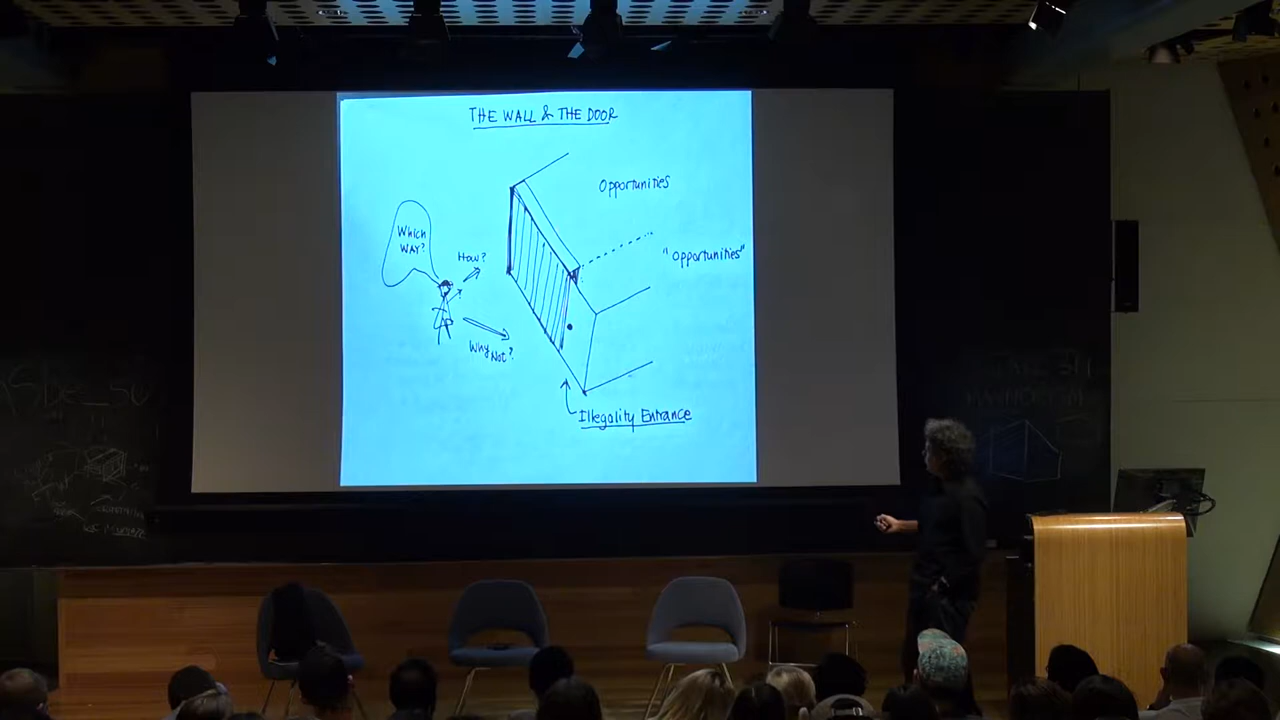 THE WALL & THE DOOR
Opportunities
Which
WAY?
How?
"Opportunities"
Why Not?
Illegality Entrance